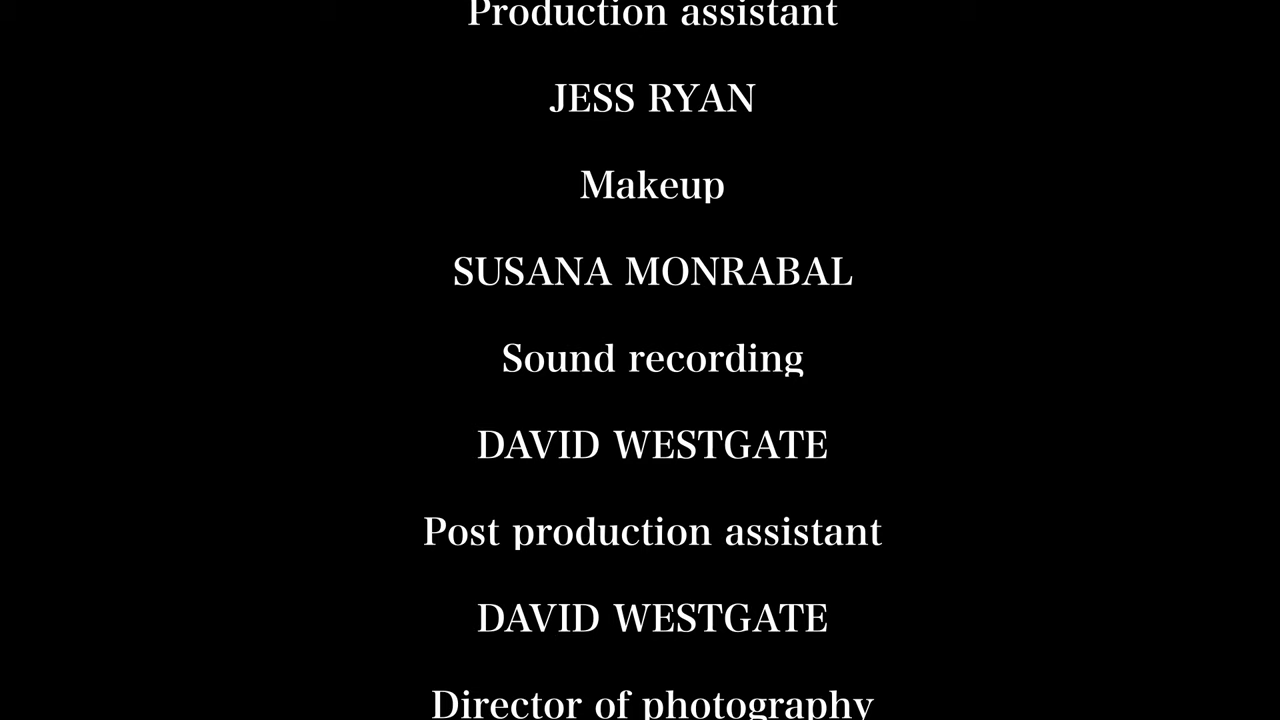 Production assistant
JESS RYAN
Makeup
SUSANA MONRABAL
Sound recording
DAVID WESTGATE
Post production assistant
DAVID WESTGATE
Director of photography